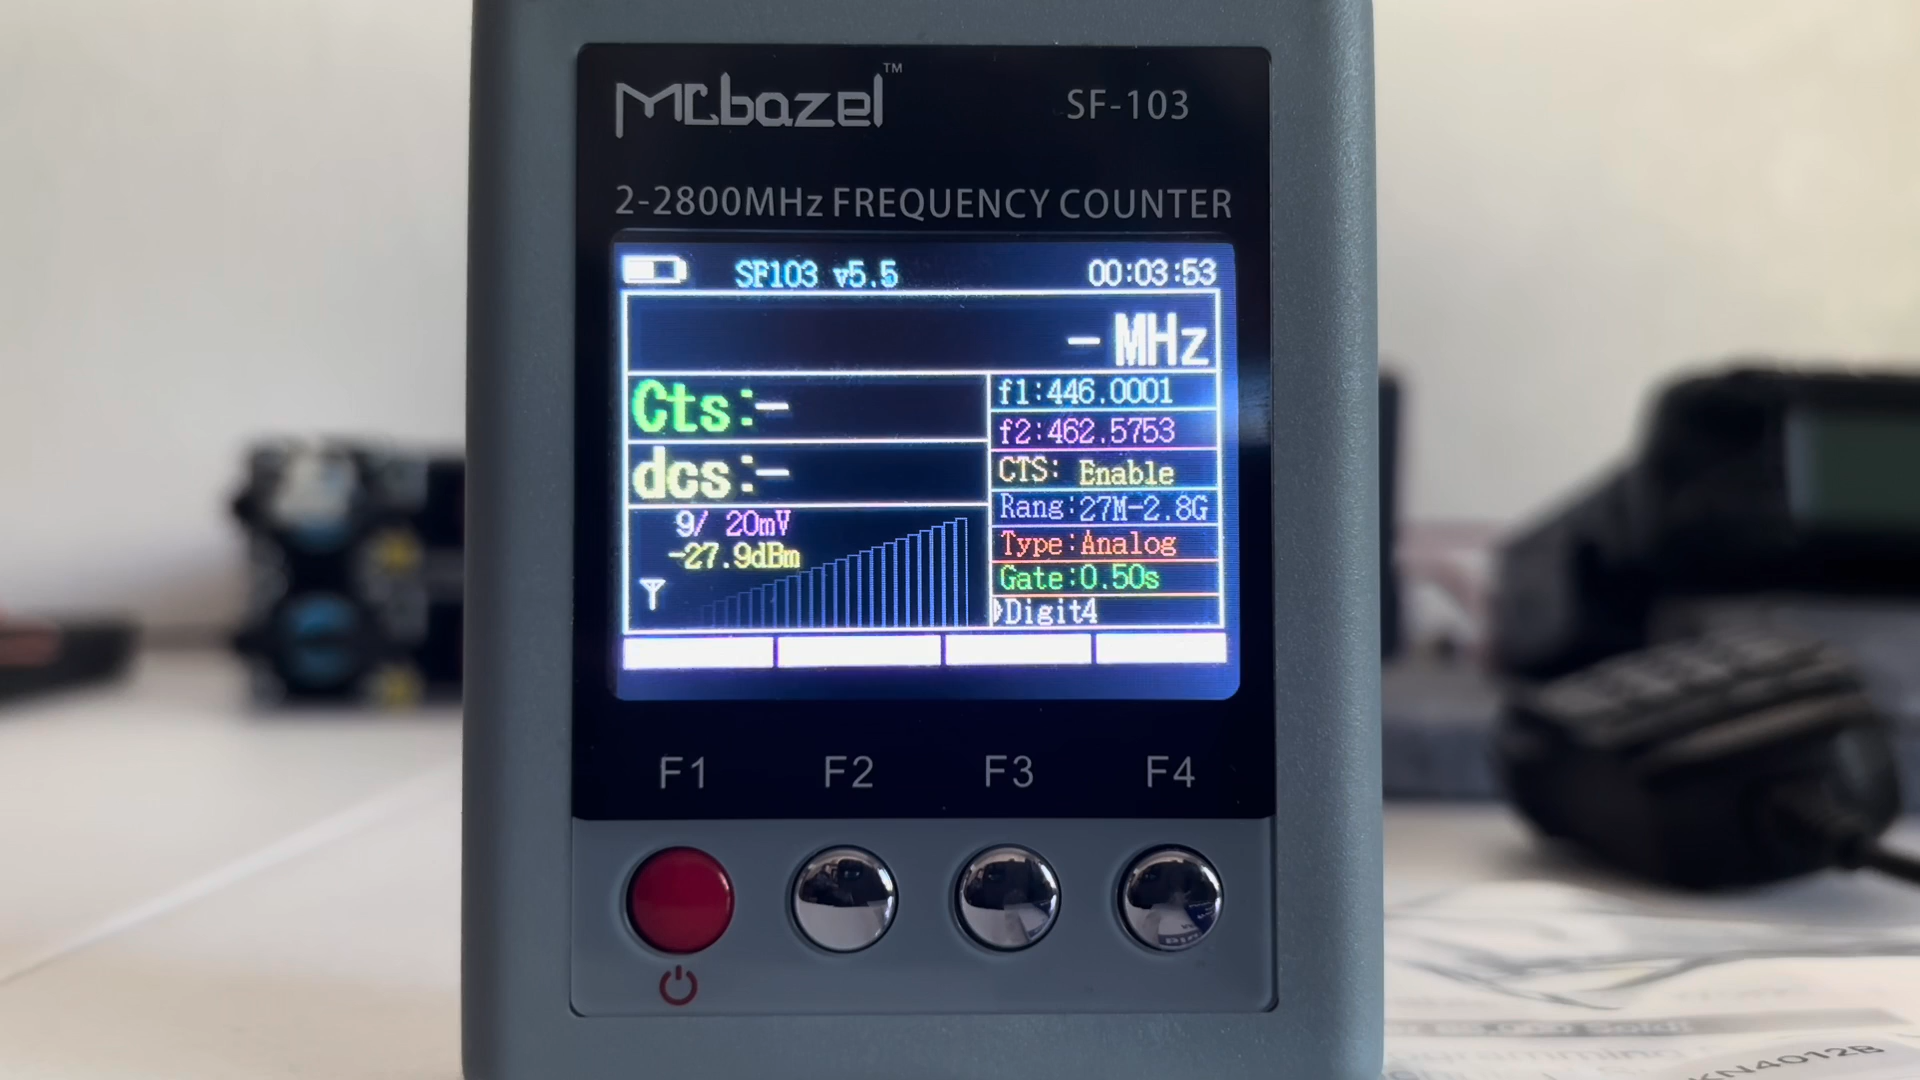 Mcbazel™
SF-103
2-2800MHz FREQUENCY COUNTER
SF103 v5.5
00:03:53
-MHz
Cts:-
dcs:-
9/ 20mV
-27.9dBm
f1:446.0001
f2:462.5753
CTS: Enable
Rang:27M-2.8G
Type:Analog
Gate:0.50s
Digit4
F1 F2 F3 F4
KN4012B